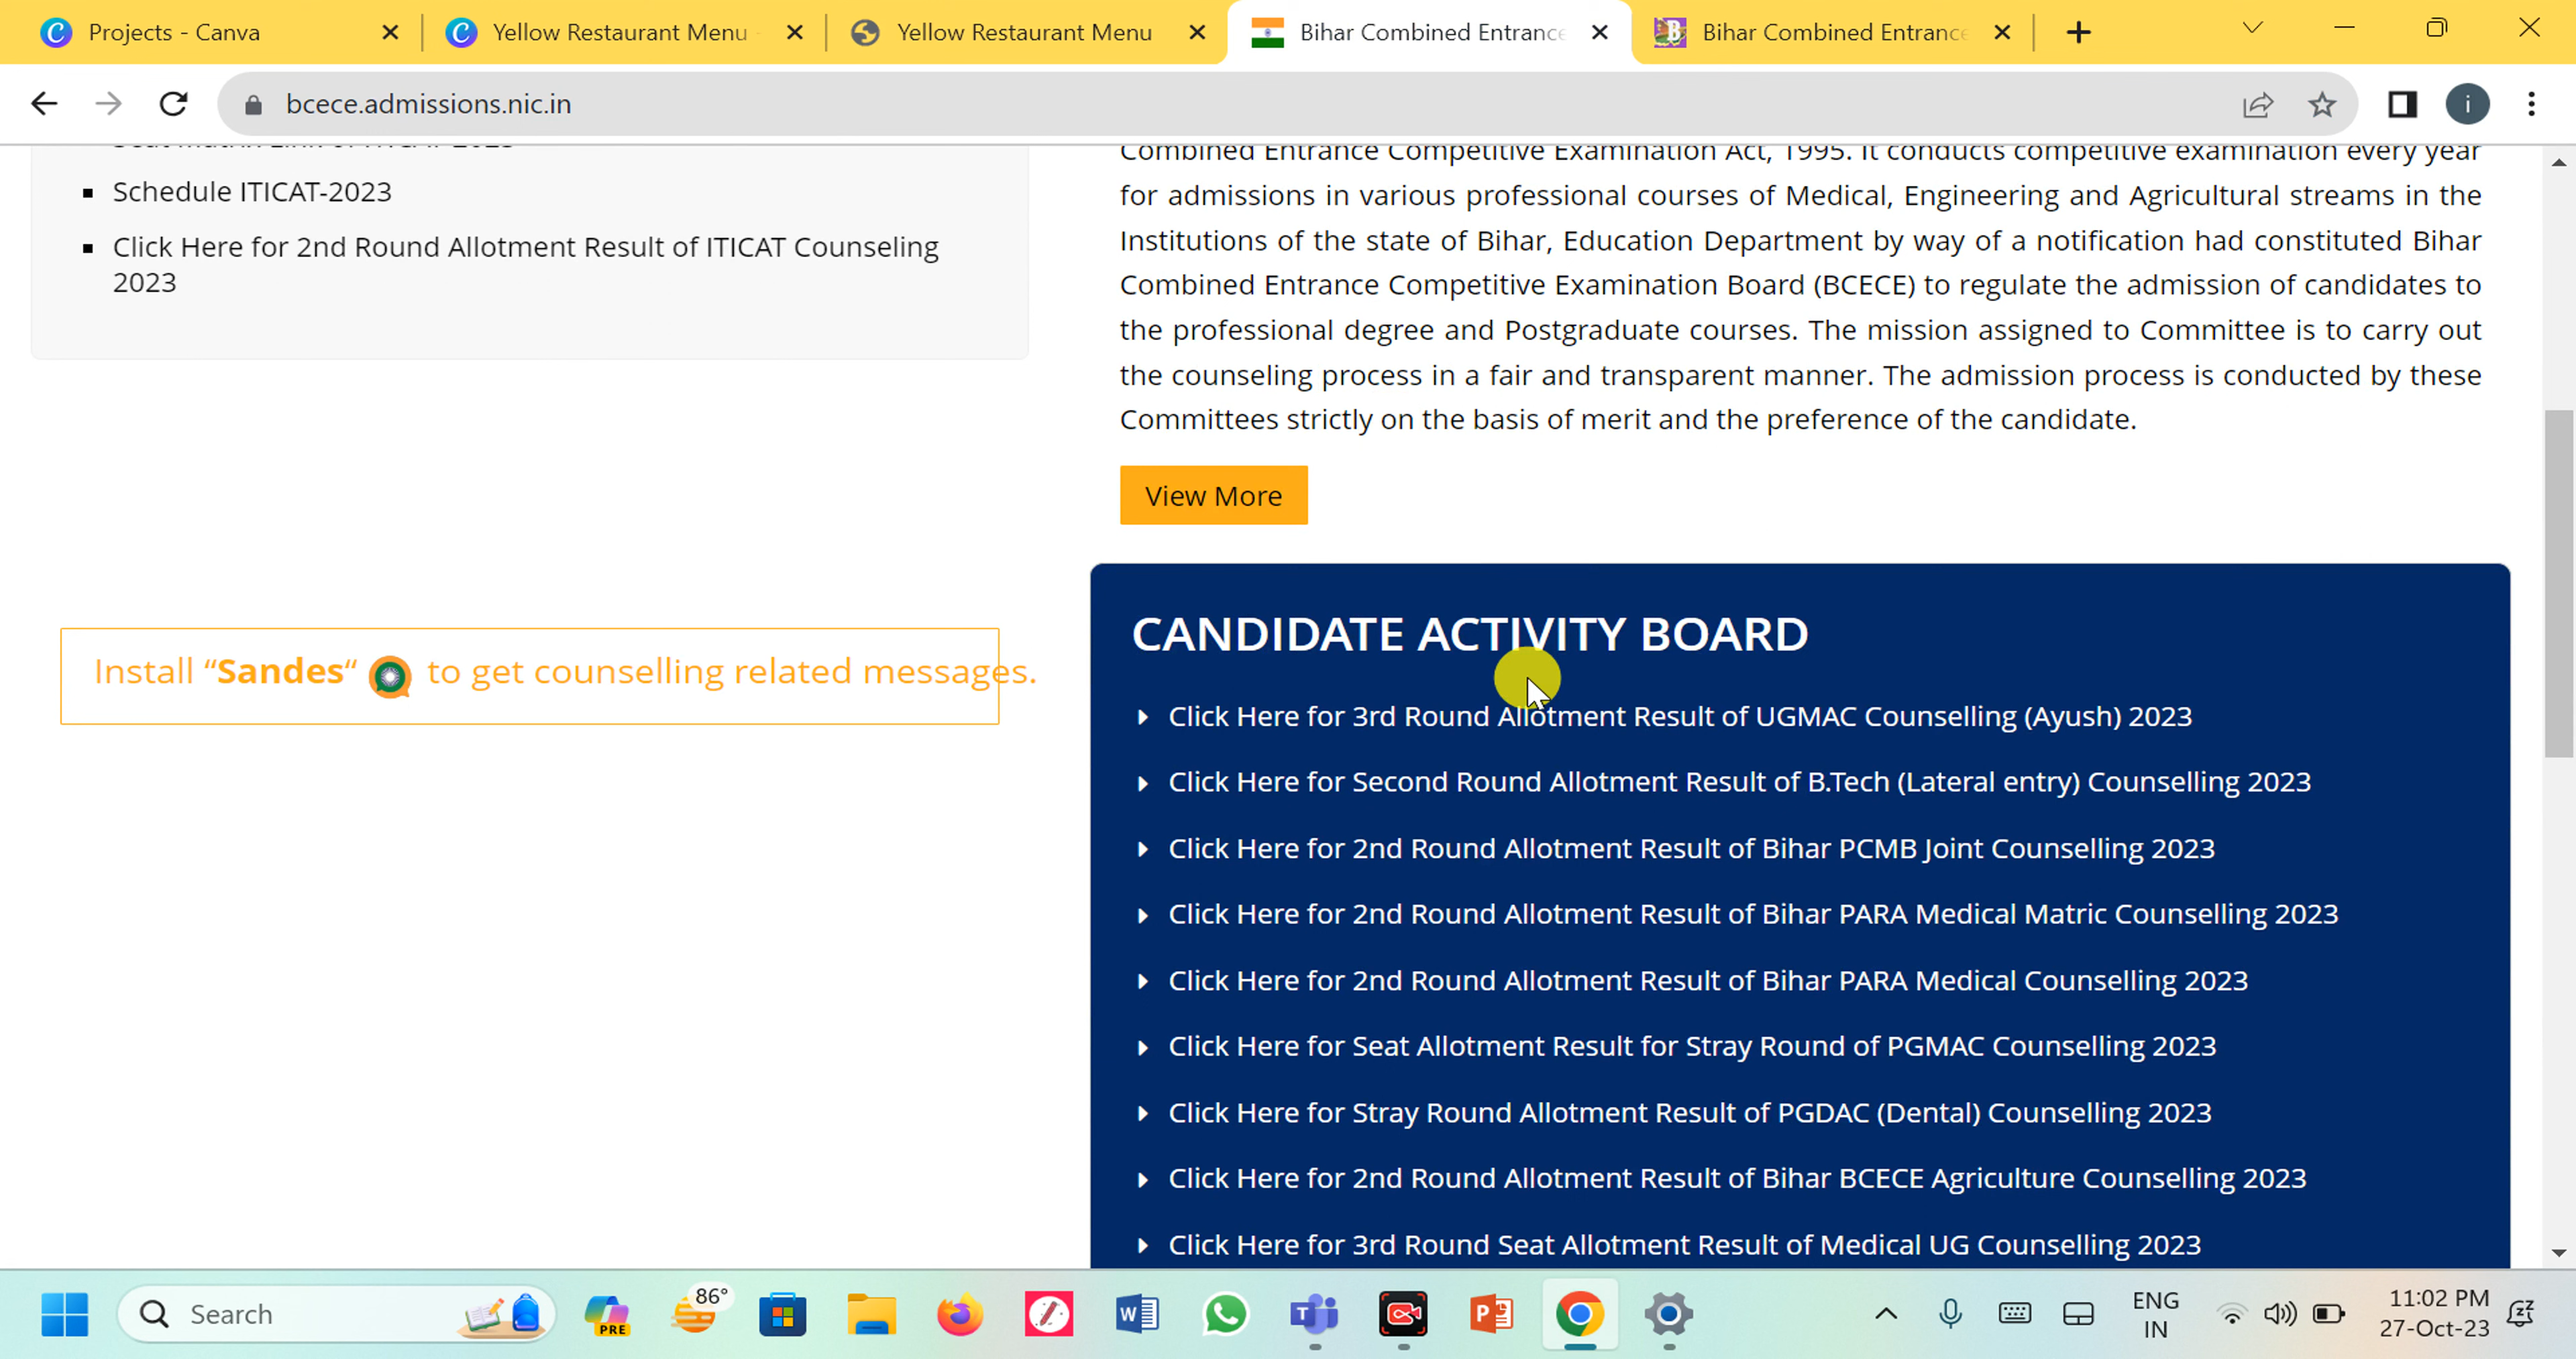 Projects - Canva
Yellow Restaurant Menu
Yellow Restaurant Menu
Bihar Combined Entrance
Bihar Combined Entrance
bcece.admissions.nic.in
Schedule ITICAT-2023
Click Here for 2nd Round Allotment Result of ITICAT Counseling
2023
Install “Sandes“ to get counselling related messages.
Combined Entrance Competitive Examination Act, 1995. It conducts competitive examination every year
for admissions in various professional courses of Medical, Engineering and Agricultural streams in the
Institutions of the state of Bihar, Education Department by way of a notification had constituted Bihar
Combined Entrance Competitive Examination Board (BCECE) to regulate the admission of candidates to
the professional degree and Postgraduate courses. The mission assigned to Committee is to carry out
the counseling process in a fair and transparent manner. The admission process is conducted by these
Committees strictly on the basis of merit and the preference of the candidate.
View More
CANDIDATE ACTIVITY BOARD
Click Here for 3rd Round Allotment Result of UGMAC Counselling (Ayush) 2023
Click Here for Second Round Allotment Result of B.Tech (Lateral entry) Counselling 2023
Click Here for 2nd Round Allotment Result of Bihar PCMB Joint Counselling 2023
Click Here for 2nd Round Allotment Result of Bihar PARA Medical Matric Counselling 2023
Click Here for 2nd Round Allotment Result of Bihar PARA Medical Counselling 2023
Click Here for Seat Allotment Result for Stray Round of PGMAC Counselling 2023
Click Here for Stray Round Allotment Result of PGDAC (Dental) Counselling 2023
Click Here for 2nd Round Allotment Result of Bihar BCECE Agriculture Counselling 2023
Click Here for 3rd Round Seat Allotment Result of Medical UG Counselling 2023
Search
PRE
86°
ENG
IN
11:02 PM
27-Oct-23